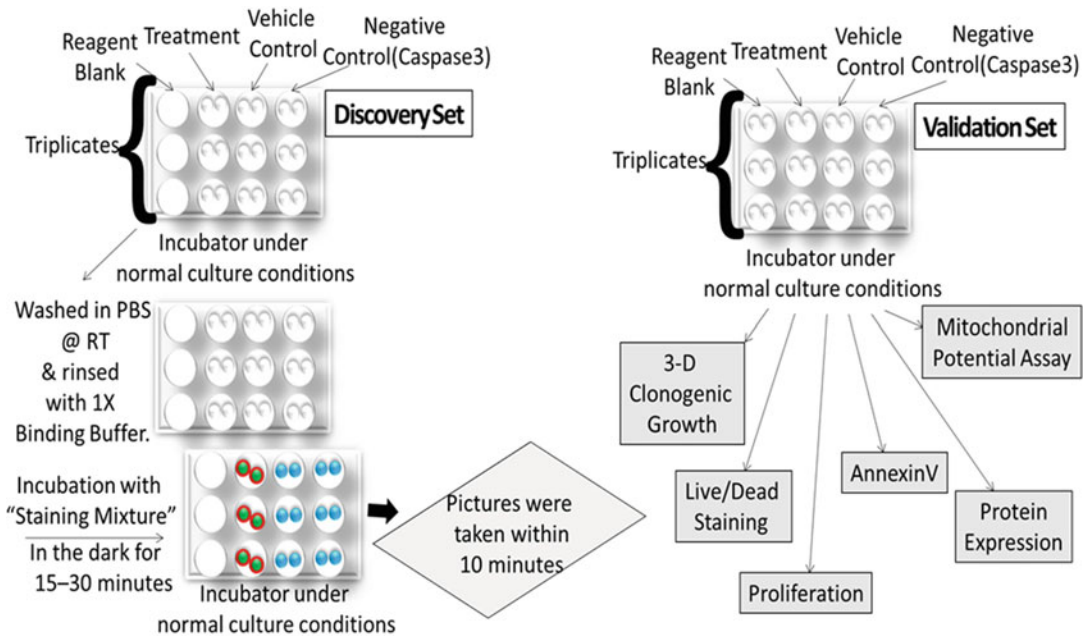 Reagent
Blank
Treatment
Vehicle
Control
Negative
Control(Caspase3)
Discovery Set
Triplicates
Incubator under
normal culture conditions
Washed in PBS
@ RT
& rinsed
with 1X
Binding Buffer.
Incubation with
“Staining Mixture”
In the dark for
15–30 minutes
Incubator under
normal culture conditions
Pictures were
taken within
10 minutes
Reagent
Blank
Treatment
Vehicle
Control
Negative
Control(Caspase3)
Validation Set
Triplicates
Incubator under
normal culture conditions
3-D
Clonogenic
Growth
Live/Dead
Staining
Proliferation
AnnexinV
Protein
Expression
Mitochondrial
Potential Assay